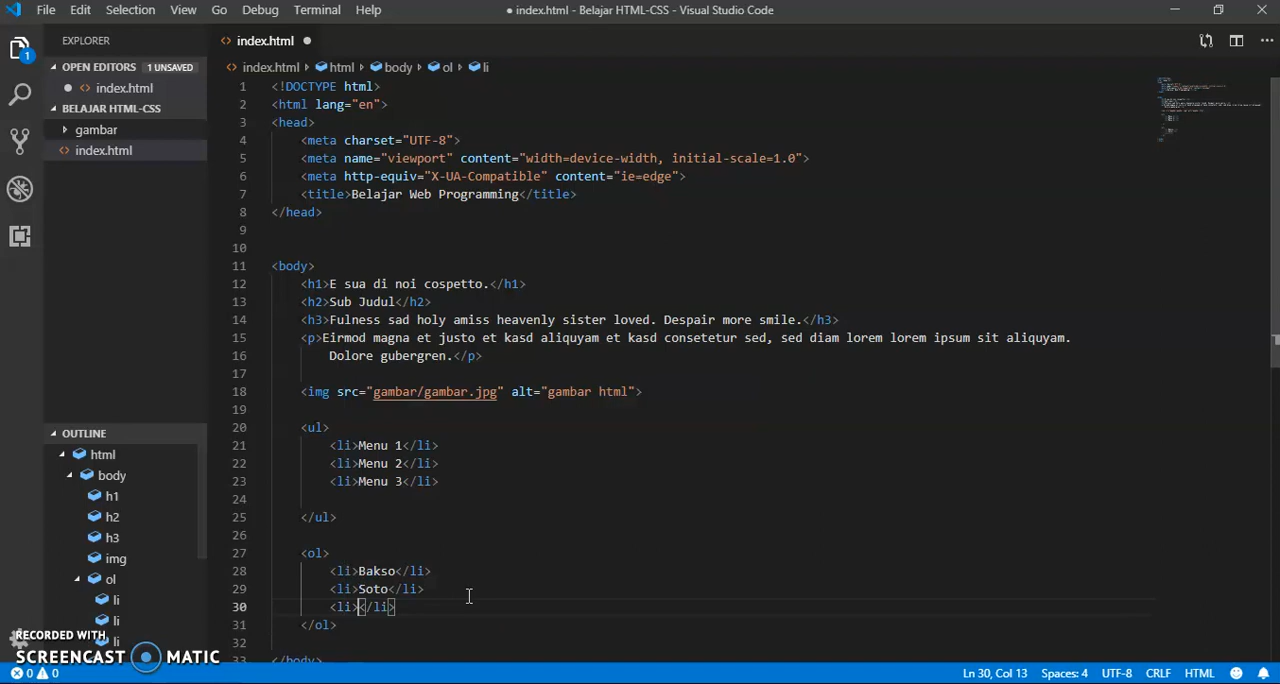 File Edit Selection View Go Debug Terminal Help
● index.html - Belajar HTML-CSS - Visual Studio Code
EXPLORER
OPEN EDITORS 1 UNSAVED
● <> index.html
BELAJAR HTML-CSS
gambar
<> index.html
OUTLINE
html
body
h1
h2
h3
img
ol
li
li
li
<> index.html ●
<> index.html › html › body › ol › li
1 <!DOCTYPE html>
2 <html lang="en">
3 <head>
4 <meta charset="UTF-8">
5 <meta name="viewport" content="width=device-width, initial-scale=1.0">
6 <meta http-equiv="X-UA-Compatible" content="ie=edge">
7 <title>Belajar Web Programming</title>
8 </head>
9
10
11 <body>
12 <h1>E sua di noi cospetto.</h1>
13 <h2>Sub Judul</h2>
14 <h3>Fulness sad holy amiss heavenly sister loved. Despair more smile.</h3>
15 <p>Eirmod magna et justo et kasd aliquyam et kasd consetetur sed, sed diam lorem lorem ipsum sit aliquyam.
16 Dolore gubergren.</p>
17
18 <img src="gambar/gambar.jpg" alt="gambar html">
19
20 <ul>
21 <li>Menu 1</li>
22 <li>Menu 2</li>
23 <li>Menu 3</li>
24
25 </ul>
26
27 <ol>
28 <li>Bakso</li>
29 <li>Soto</li>
30 <li></li>
31 </ol>
32
33 </body>
RECORDED WITH
SCREENCAST MATIC
1
0 0
Ln 30, Col 13 Spaces: 4 UTF-8 CRLF HTML